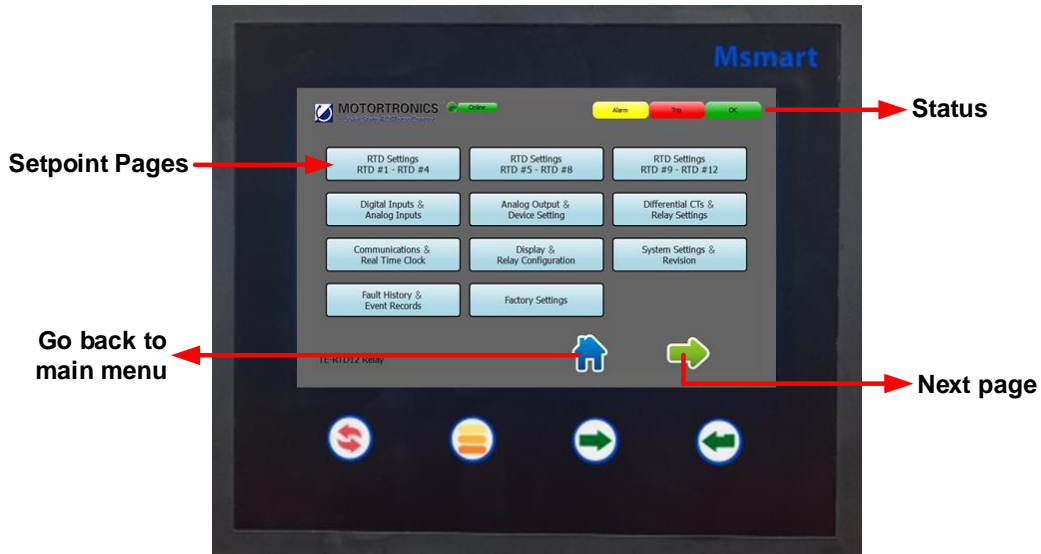 Msmart
MOTORTRONICS
Online
Alarm
Trip
OK
Status
Setpoint Pages
RTD Settings
RTD #1 - RTD #4
RTD Settings
RTD #5 - RTD #8
RTD Settings
RTD #9 - RTD #12
Digital Inputs &
Analog Inputs
Analog Output &
Device Setting
Differential CTs &
Relay Settings
Communications &
Real Time Clock
Display &
Relay Configuration
System Settings &
Revision
Fault History &
Event Records
Factory Settings
Go back to
main menu
TE-RTD12 Relay
Next page